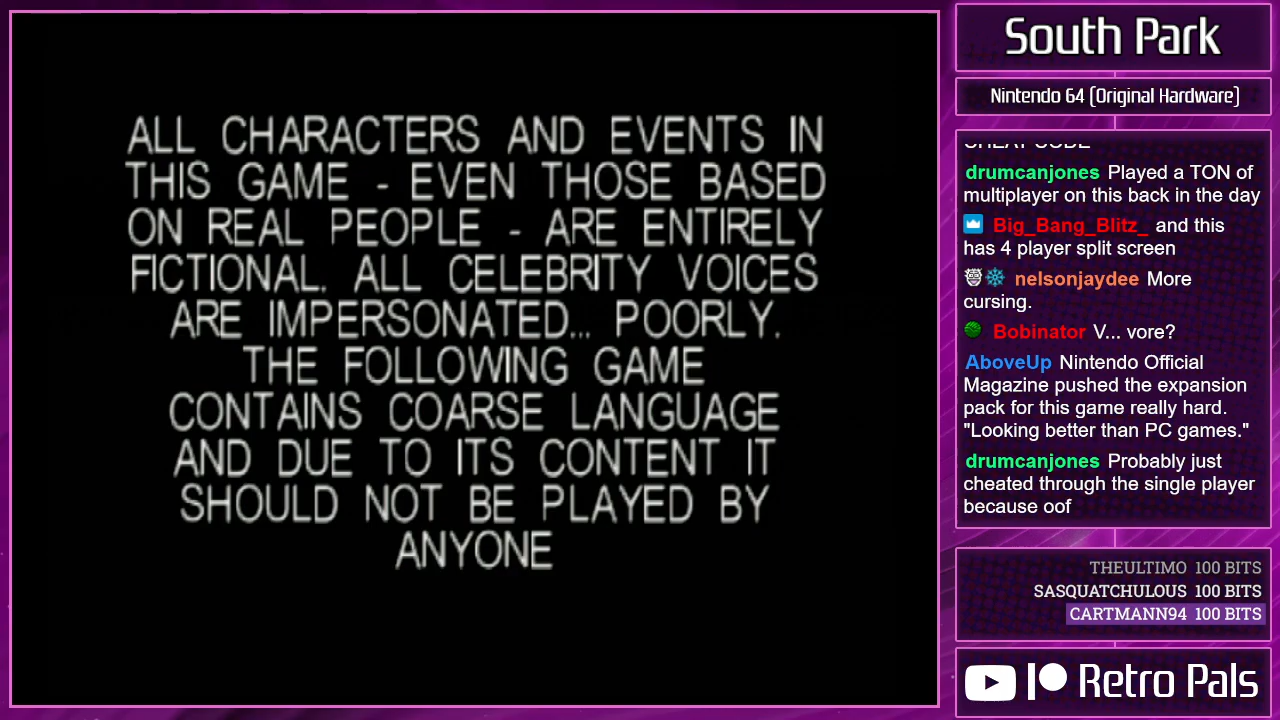 ALL CHARACTERS AND EVENTS IN
THIS GAME - EVEN THOSE BASED
ON REAL PEOPLE - ARE ENTIRELY
FICTIONAL. ALL CELEBRITY VOICES
ARE IMPERSONATED... POORLY.
THE FOLLOWING GAME
CONTAINS COARSE LANGUAGE
AND DUE TO ITS CONTENT IT
SHOULD NOT BE PLAYED BY
ANYONE
South Park
Nintendo 64 (Original Hardware)
CHEAT CODE
drumcanjones Played a TON of
multiplayer on this back in the day
Big_Bang_Blitz_ and this
has 4 player split screen
nelsonjaydee More
cursing.
Bobinator V... vore?
AboveUp Nintendo Official
Magazine pushed the expansion
pack for this game really hard.
"Looking better than PC games."
drumcanjones Probably just
cheated through the single player
because oof
THEULTIMO 100 BITS
SASQUATCHULOUS 100 BITS
CARTMANN94 100 BITS
Retro Pals